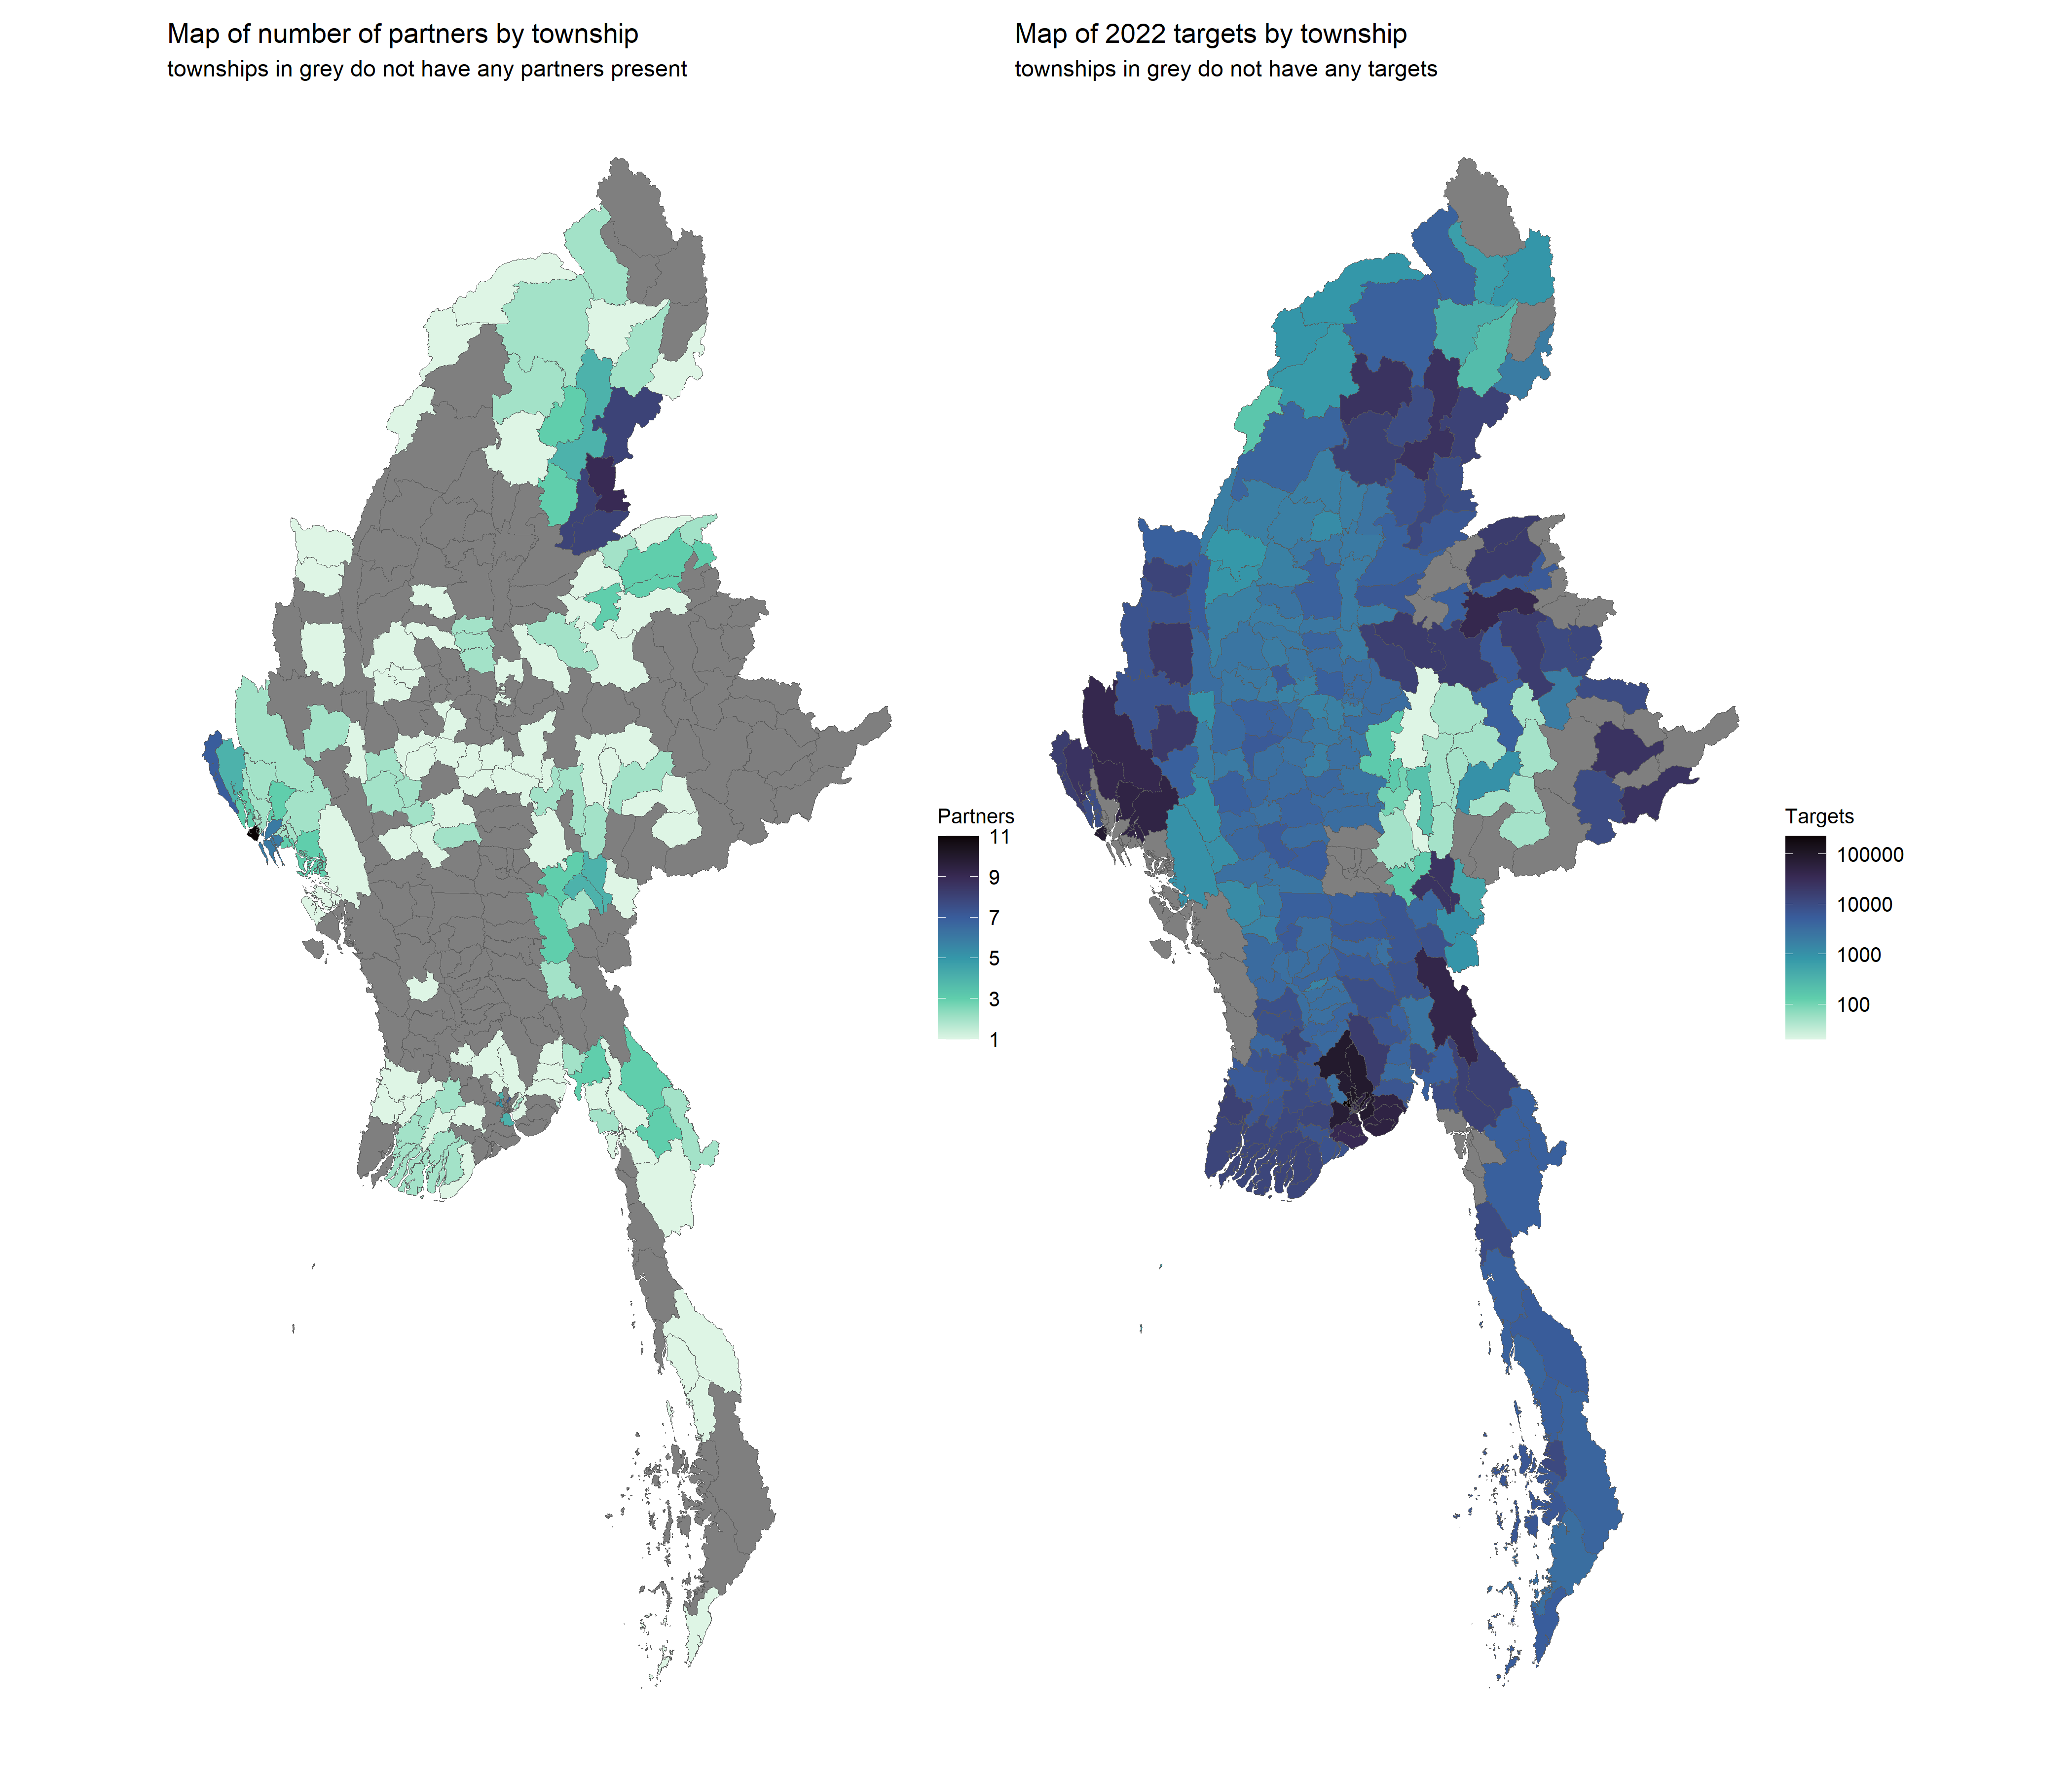 Map of number of partners by township
townships in grey do not have any partners present
Partners
11
9
7
5
3
1
Map of 2022 targets by township
townships in grey do not have any targets
Targets
100000
10000
1000
100